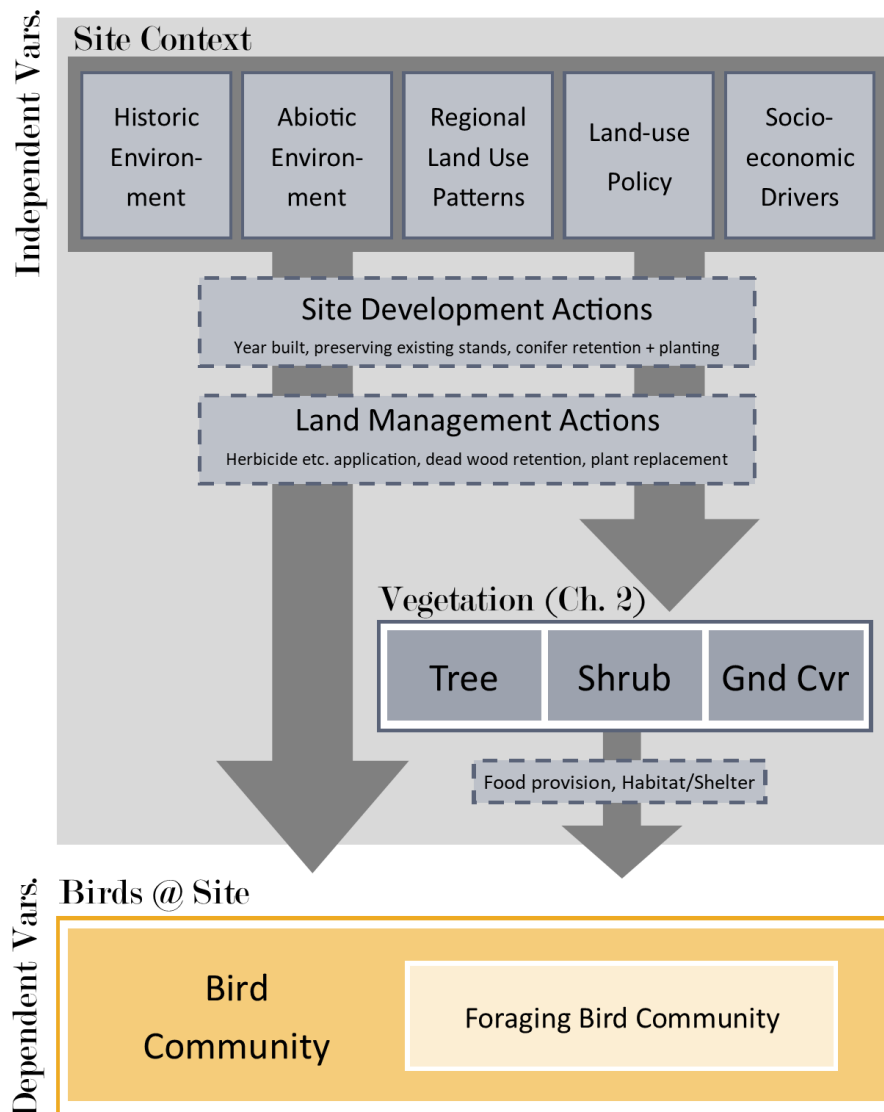 Independent Vars.
Site Context
Historic
Environ-
ment
Abiotic
Environ-
ment
Regional
Land Use
Patterns
Land-use
Policy
Socio-
economic
Drivers
Site Development Actions
Year built, preserving existing stands, conifer retention + planting
Land Management Actions
Herbicide etc. application, dead wood retention, plant replacement
Vegetation (Ch. 2)
Tree
Shrub
Gnd Cvr
Food provision, Habitat/Shelter
Dependent Vars.
Birds @ Site
Bird
Community
Foraging Bird Community